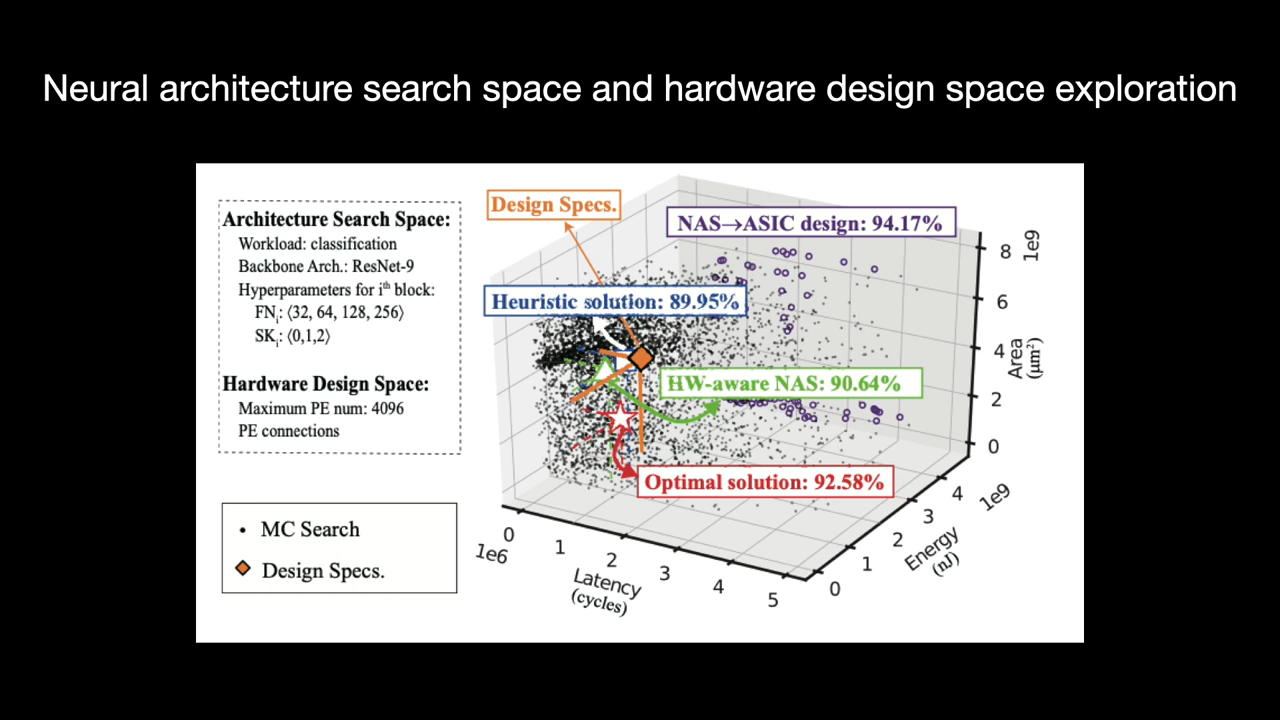 Neural architecture search space and hardware design space exploration
Architecture Search Space:
Workload: classification
Backbone Arch.: ResNet-9
Hyperparameters for iᵗʰ block:
FNᵢ: ⟨32, 64, 128, 256⟩
SKᵢ: ⟨0,1,2⟩
Hardware Design Space:
Maximum PE num: 4096
PE connections
• MC Search
Design Specs.
Design Specs.
NAS→ASIC design: 94.17%
Heuristic solution: 89.95%
HW-aware NAS: 90.64%
Optimal solution: 92.58%
8
6
4
2
0
1e9
Area
(μm²)
0
1
2
3
4
5
1e6
Latency
(cycles)
0
1
2
3
4
1e9
Energy
(nJ)